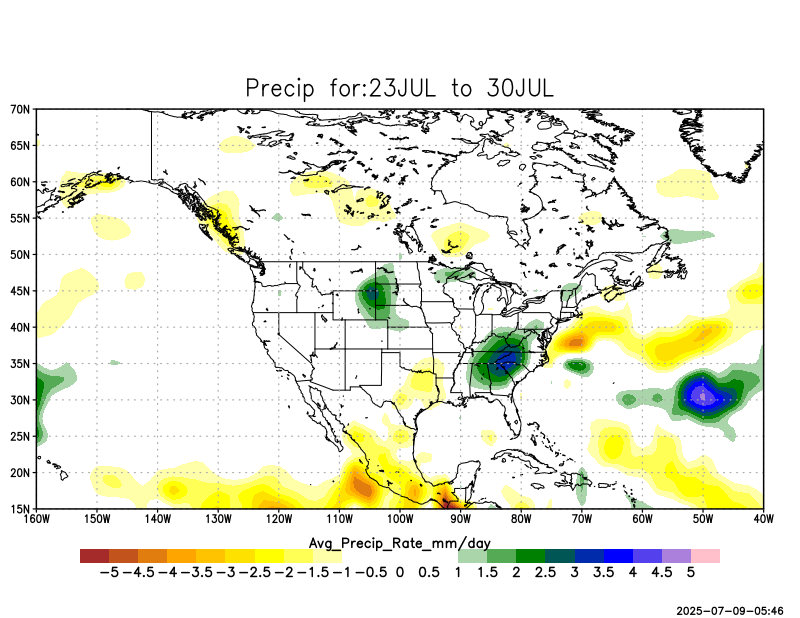 Precip for:23JUL to 30JUL
70N
65N
60N
55N
50N
45N
40N
35N
30N
25N
20N
15N
160W 150W 140W 130W 120W 110W 100W 90W 80W 70W 60W 50W 40W
Avg_Precip_Rate_mm/day
-5 -4.5 -4 -3.5 -3 -2.5 -2 -1.5 -1 -0.5 0 0.5 1 1.5 2 2.5 3 3.5 4 4.5 5
2025-07-09-05:46